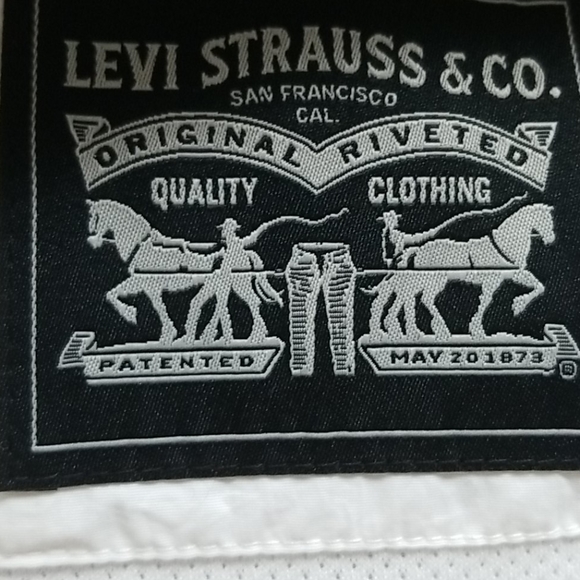 LEVI STRAUSS & CO.
SAN FRANCISCO
CAL.
ORIGINAL RIVETED
QUALITY CLOTHING
PATENTED MAY 20 1873 ®